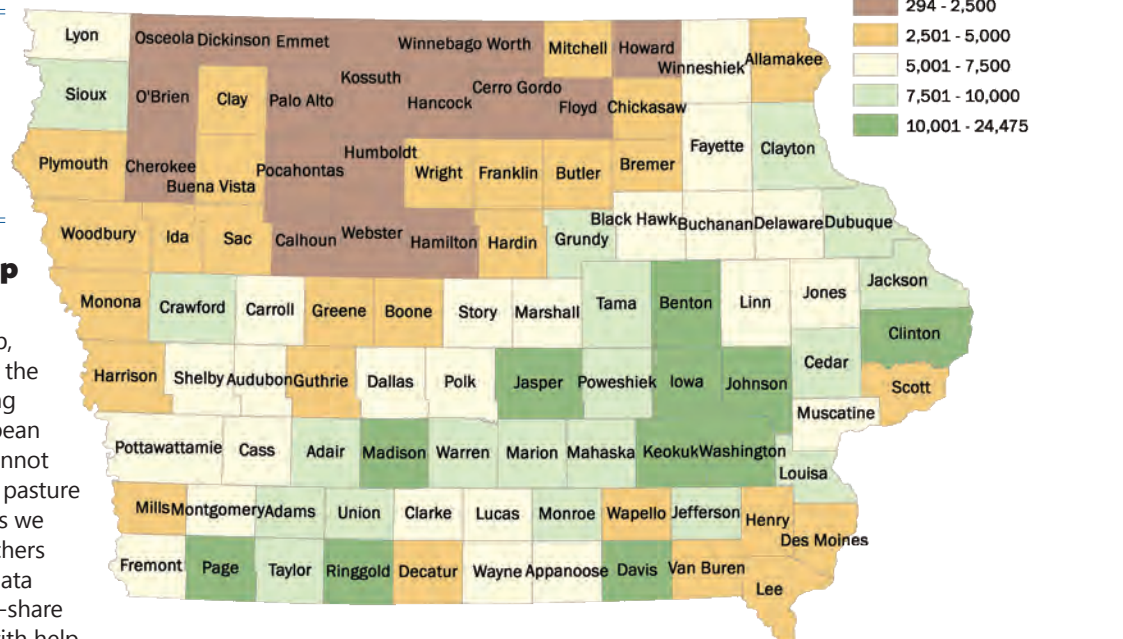 294 - 2,500
2,501 - 5,000
5,001 - 7,500
7,501 - 10,000
10,001 - 24,475
Lyon Osceola Dickinson Emmet Winnebago Worth Mitchell Howard Winneshiek Allamakee
Sioux O'Brien Clay Palo Alto Kossuth Hancock Cerro Gordo Floyd Chickasaw
Plymouth Cherokee Buena Vista Pocahontas Humboldt Wright Franklin Butler Bremer Fayette Clayton
Woodbury Ida Sac Calhoun Webster Hamilton Hardin Grundy Black Hawk Buchanan Delaware Dubuque
Monona Crawford Carroll Greene Boone Story Marshall Tama Benton Linn Jones Jackson
Clinton
Harrison Shelby Audubon Guthrie Dallas Polk Jasper Poweshiek Iowa Johnson Cedar Scott
Muscatine
Pottawattamie Cass Adair Madison Warren Marion Mahaska Keokuk Washington Louisa
Mills Montgomery Adams Union Clarke Lucas Monroe Wapello Jefferson Henry Des Moines
Fremont Page Taylor Ringgold Decatur Wayne Appanoose Davis Van Buren Lee
p
the
pasture
s we
data
-share